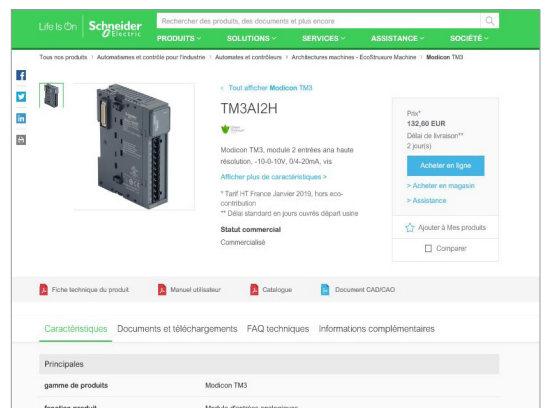 Life Is On | Schneider Electric
Rechercher des produits, des documents et plus encore
PRODUITS SOLUTIONS SERVICES ASSISTANCE SOCIÉTÉ
Tous nos produits Automatismes et contrôle pour l'industrie Automates et contrôleurs > Architectures machines - EcoStruxure Machine Modicon TM3
< Tout afficher Modicon TM3
TM3AI2H
Modicon TM3, module 2 entrées ana haute
résolution, -10-0-10V, 0/4-20mA, vis
Afficher plus de caractéristiques >
* Tarif HT France Janvier 2019, hors eco-
contribution
** Délai standard en jours ouvrés départ usine
Statut commercial
Commercialisé
Prix*
132,60 EUR
Délai de livraison**
2 jour(s)
Acheter en ligne
> Acheter en magasin
> Assistance
Ajouter à Mes produits
Comparer
Fiche technique du produit Manuel utilisateur Catalogue Document CAD/CAO
Caractéristiques Documents et téléchargements FAQ techniques Informations complémentaires
Principales
gamme de produits Modicon TM3
fonction produit Module d'entrées analogiques